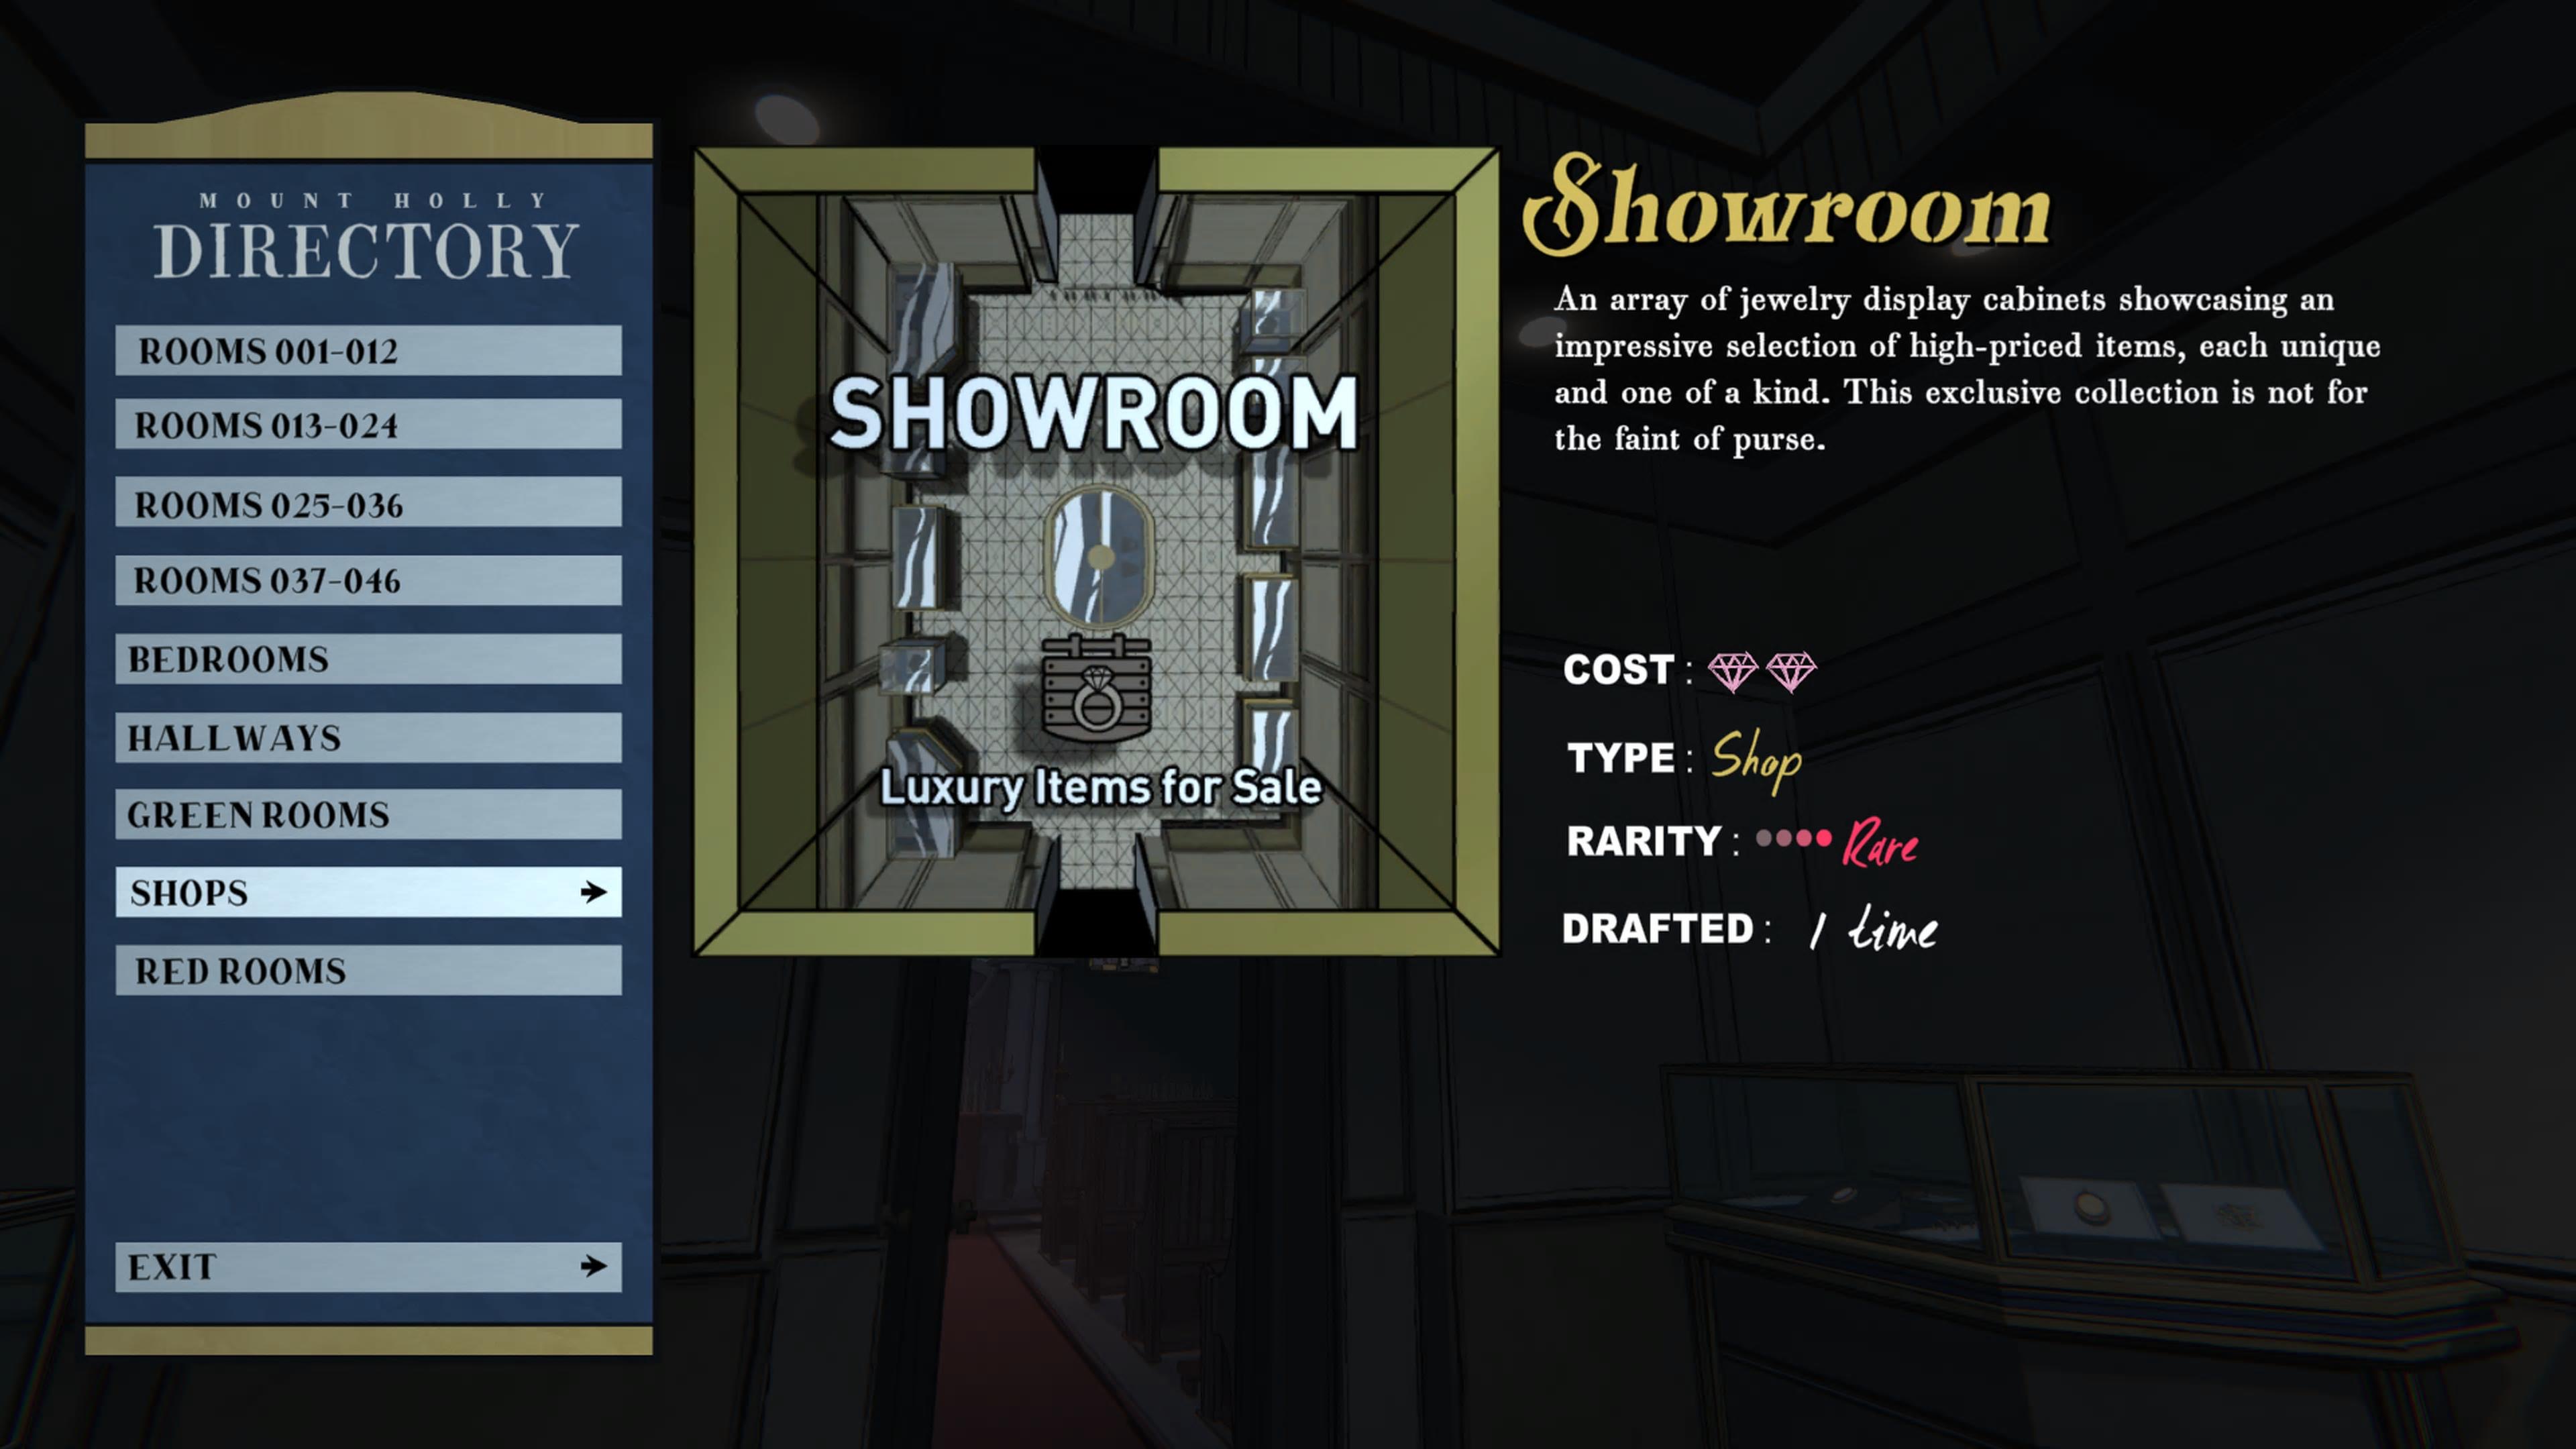 MOUNT HOLLY
DIRECTORY
ROOMS 001-012
ROOMS 013-024
ROOMS 025-036
ROOMS 037-046
BEDROOMS
HALLWAYS
GREEN ROOMS
SHOPS
RED ROOMS
EXIT
SHOWROOM
Luxury Items for Sale
Showroom
An array of jewelry display cabinets showcasing an
impressive selection of high-priced items, each unique
and one of a kind. This exclusive collection is not for
the faint of purse.
COST :
TYPE : Shop
RARITY : Rare
DRAFTED : 1 time